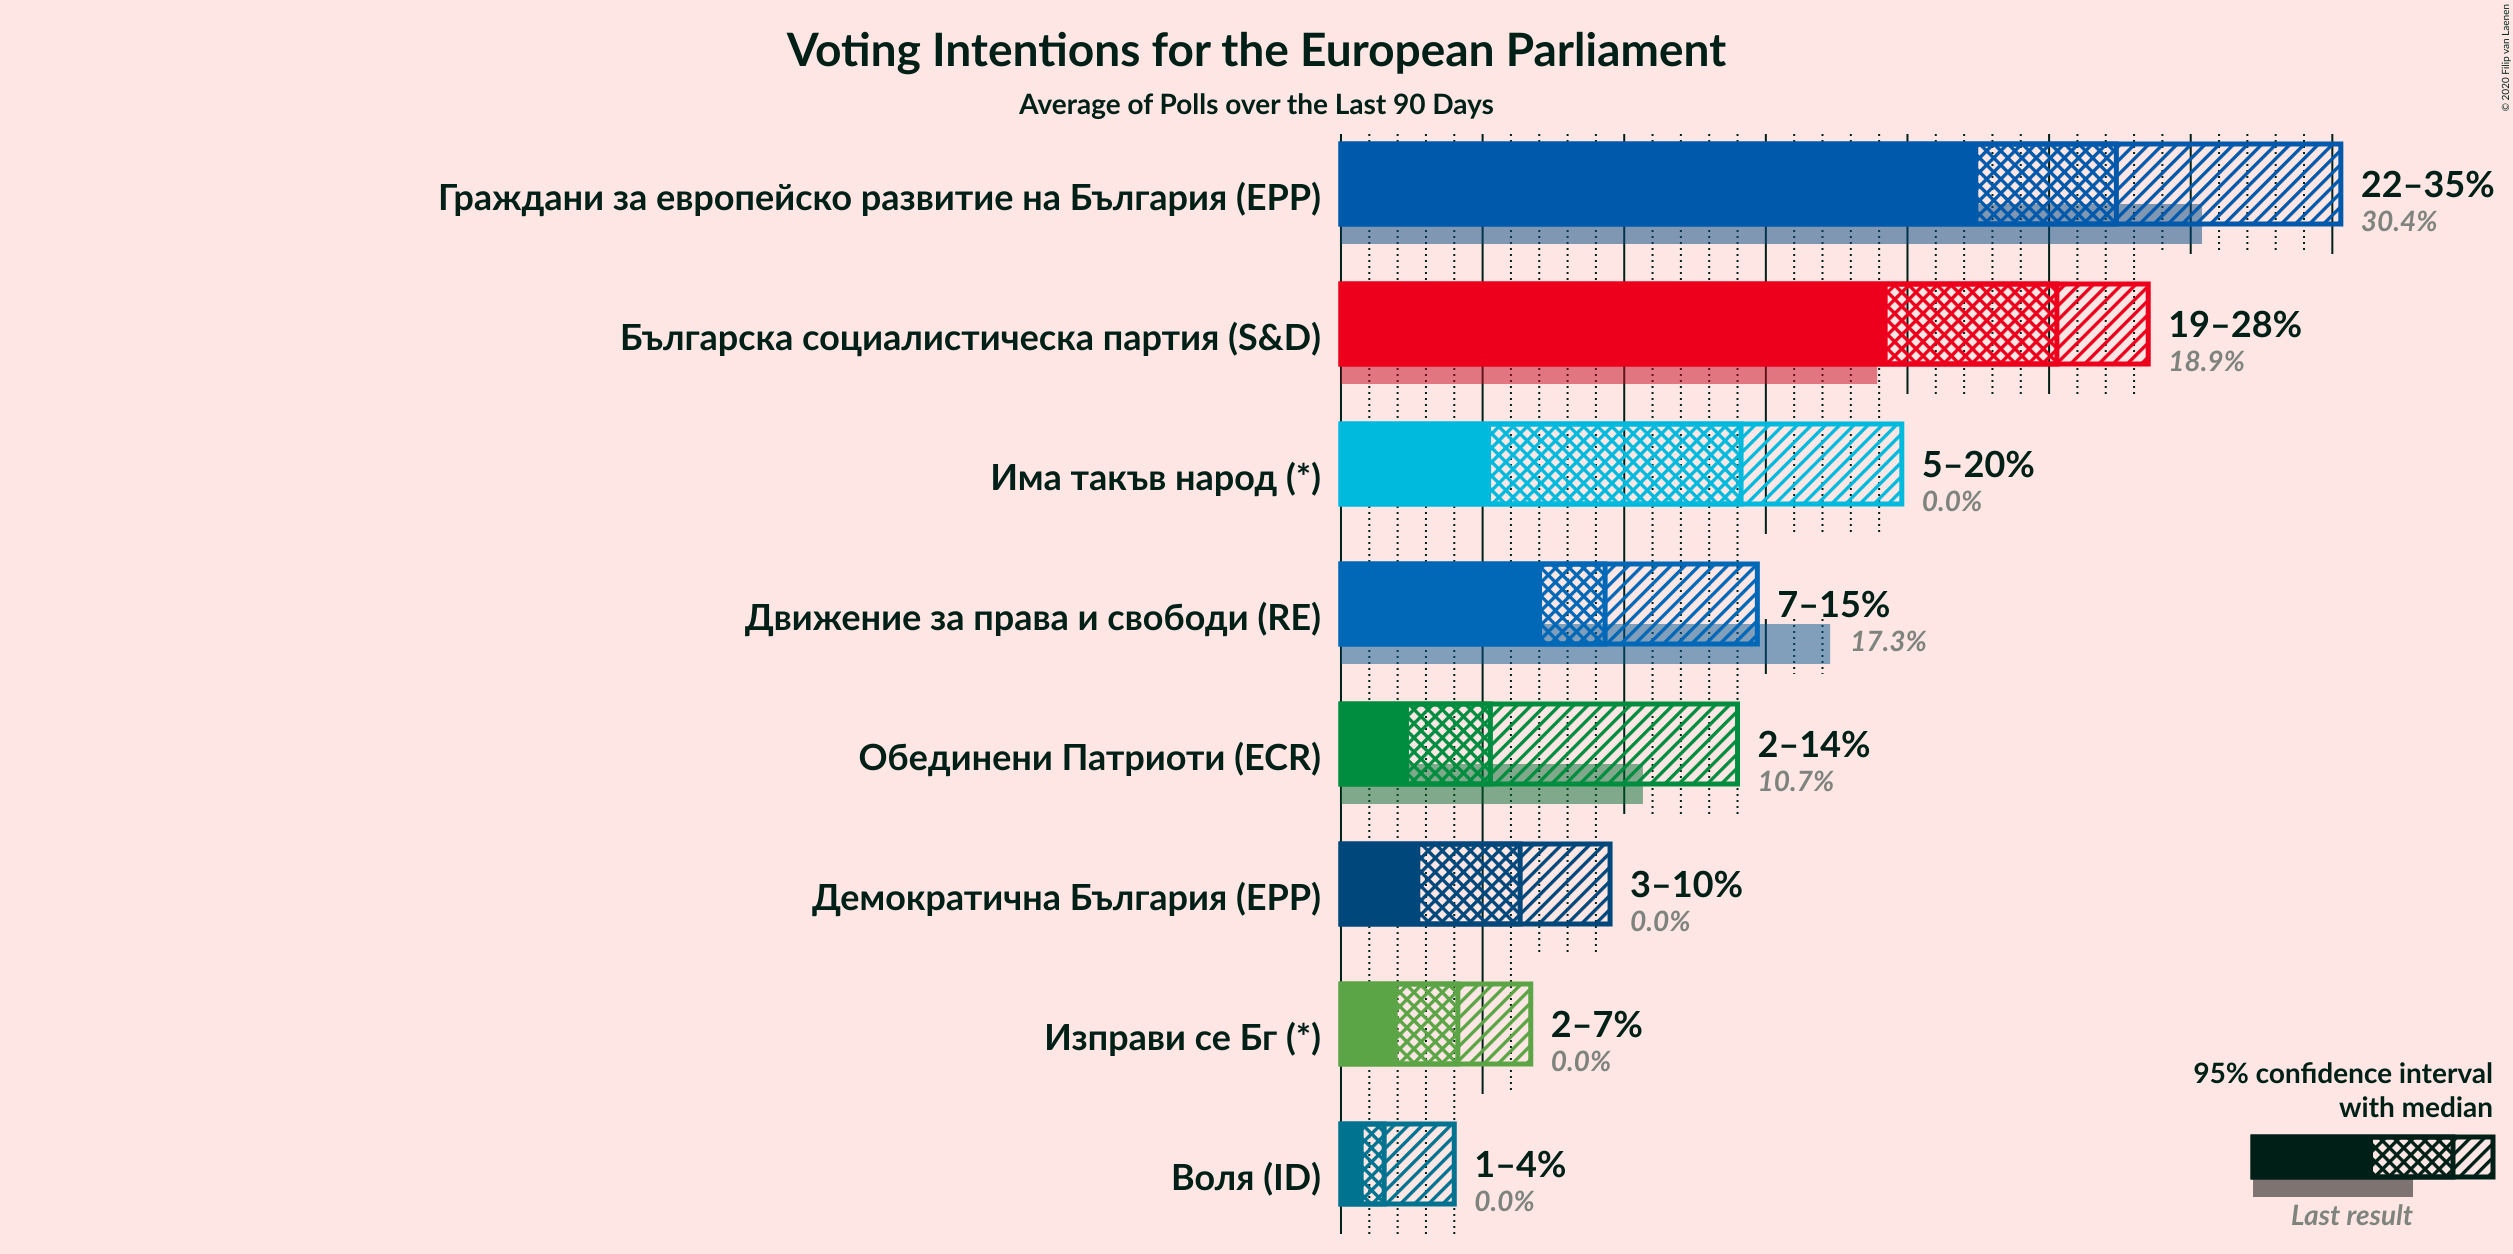 Voting Intentions for the European Parliament
Average of Polls over the Last 90 Days
© 2020 Filip van Laenen
Граждани за европейско развитие на България (EPP)
22–35%
30.4%
Българска социалистическа партия (S&D)
19–28%
18.9%
Има такъв народ (*)
5–20%
0.0%
Движение за права и свободи (RE)
7–15%
17.3%
Обединени Патриоти (ECR)
2–14%
10.7%
Демократична България (EPP)
3–10%
0.0%
Изправи се Бг (*)
2–7%
0.0%
Воля (ID)
1–4%
0.0%
95% confidence interval
with median
Last result